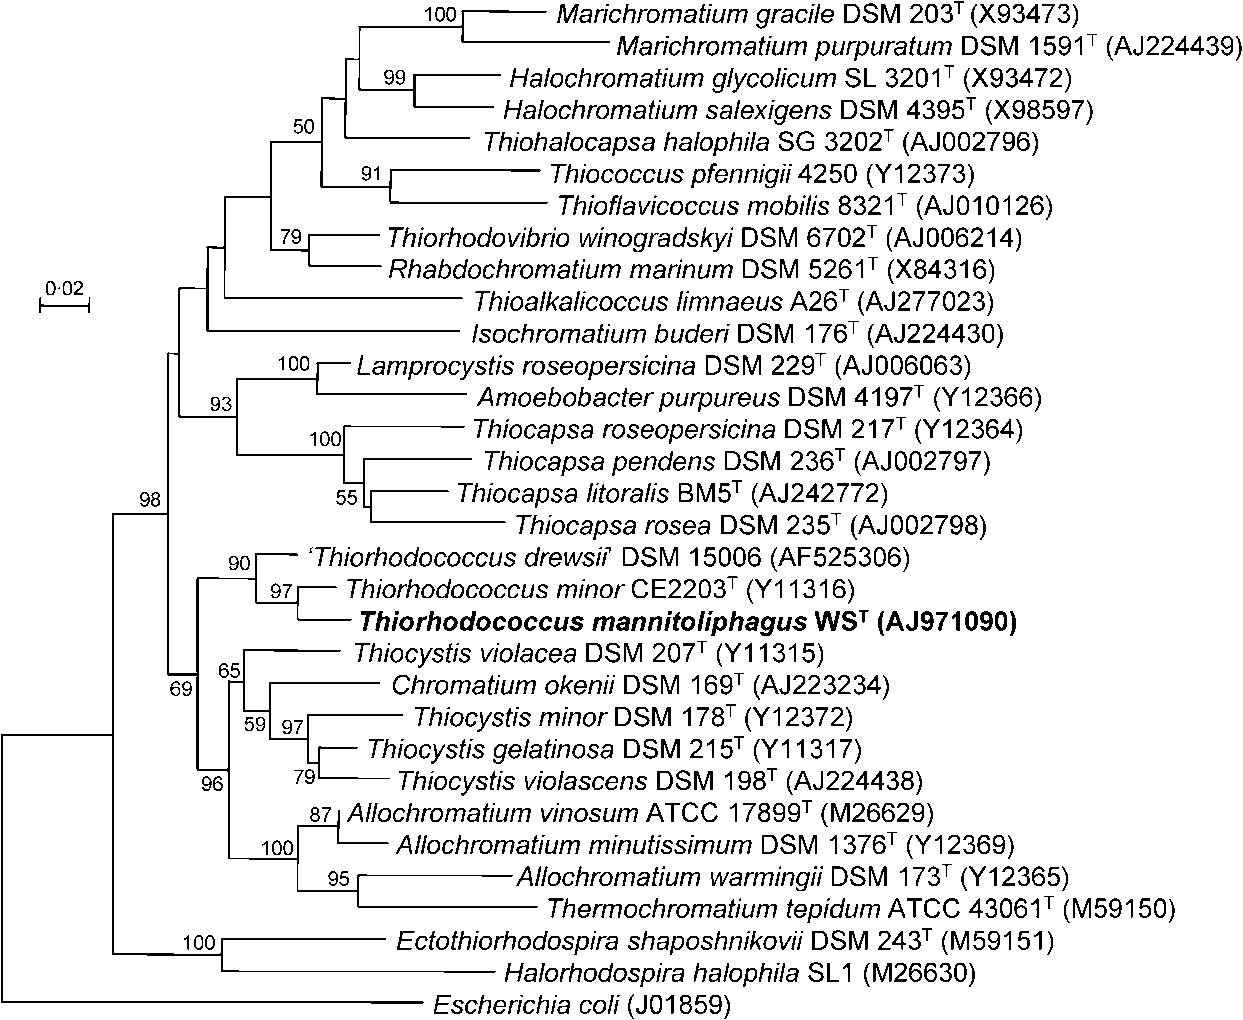 100
Marichromatium gracile DSM 203ᵀ (X93473)
Marichromatium purpuratum DSM 1591ᵀ (AJ224439)
99
Halochromatium glycolicum SL 3201ᵀ (X93472)
Halochromatium salexigens DSM 4395ᵀ (X98597)
50
Thiohalocapsa halophila SG 3202ᵀ (AJ002796)
91
Thiococcus pfennigii 4250 (Y12373)
Thioflavicoccus mobilis 8321ᵀ (AJ010126)
79
Thiorhodovibrio winogradskyi DSM 6702ᵀ (AJ006214)
Rhabdochromatium marinum DSM 5261ᵀ (X84316)
0·02
Thioalkalicoccus limnaeus A26ᵀ (AJ277023)
Isochromatium buderi DSM 176ᵀ (AJ224430)
100
Lamprocystis roseopersicina DSM 229ᵀ (AJ006063)
93
Amoebobacter purpureus DSM 4197ᵀ (Y12366)
100
Thiocapsa roseopersicina DSM 217ᵀ (Y12364)
Thiocapsa pendens DSM 236ᵀ (AJ002797)
55
Thiocapsa litoralis BM5ᵀ (AJ242772)
98
Thiocapsa rosea DSM 235ᵀ (AJ002798)
90
‘Thiorhodococcus drewsii’ DSM 15006 (AF525306)
97
Thiorhodococcus minor CE2203ᵀ (Y11316)
Thiorhodococcus mannitoliphagus WSᵀ (AJ971090)
Thiocystis violacea DSM 207ᵀ (Y11315)
65
69
Chromatium okenii DSM 169ᵀ (AJ223234)
59
97
Thiocystis minor DSM 178ᵀ (Y12372)
Thiocystis gelatinosa DSM 215ᵀ (Y11317)
79
96
Thiocystis violascens DSM 198ᵀ (AJ224438)
87
Allochromatium vinosum ATCC 17899ᵀ (M26629)
100
Allochromatium minutissimum DSM 1376ᵀ (Y12369)
95
Allochromatium warmingii DSM 173ᵀ (Y12365)
Thermochromatium tepidum ATCC 43061ᵀ (M59150)
100
Ectothiorhodospira shaposhnikovii DSM 243ᵀ (M59151)
Halorhodospira halophila SL1 (M26630)
Escherichia coli (J01859)